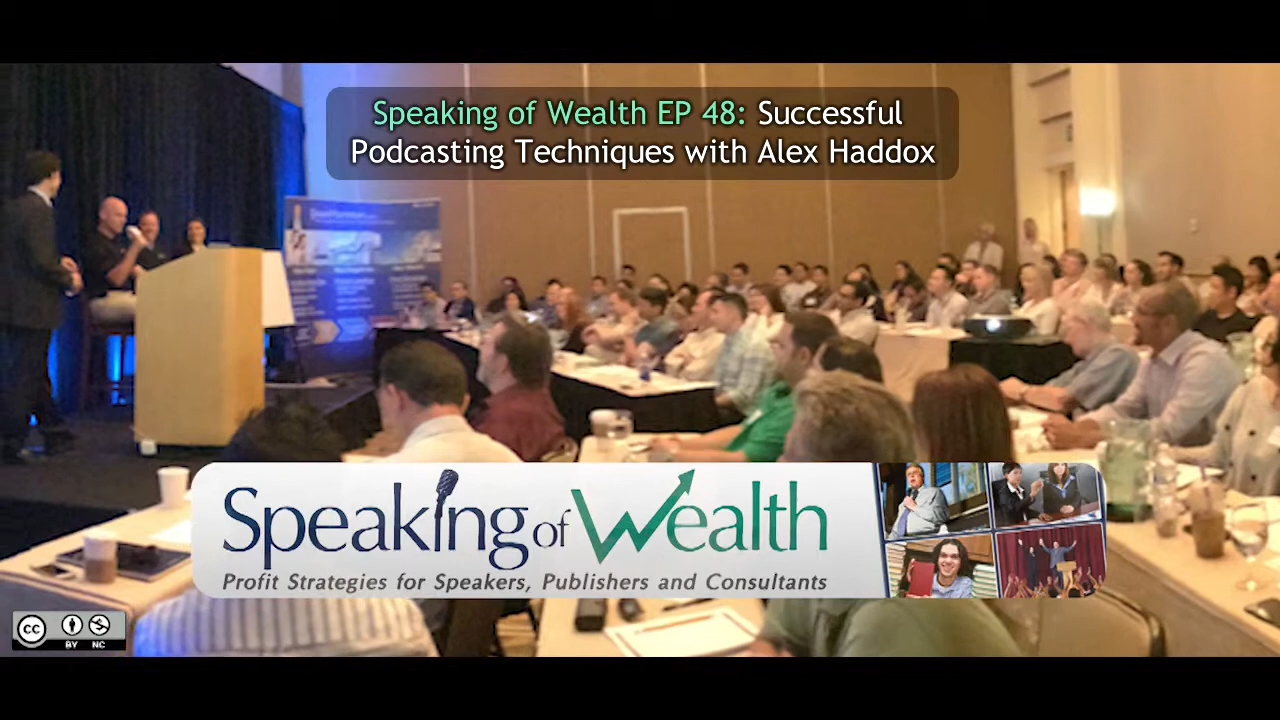 Speaking of Wealth EP 48: Successful
Podcasting Techniques with Alex Haddox
Speaking of Wealth
Profit Strategies for Speakers, Publishers and Consultants
cc
BY NC